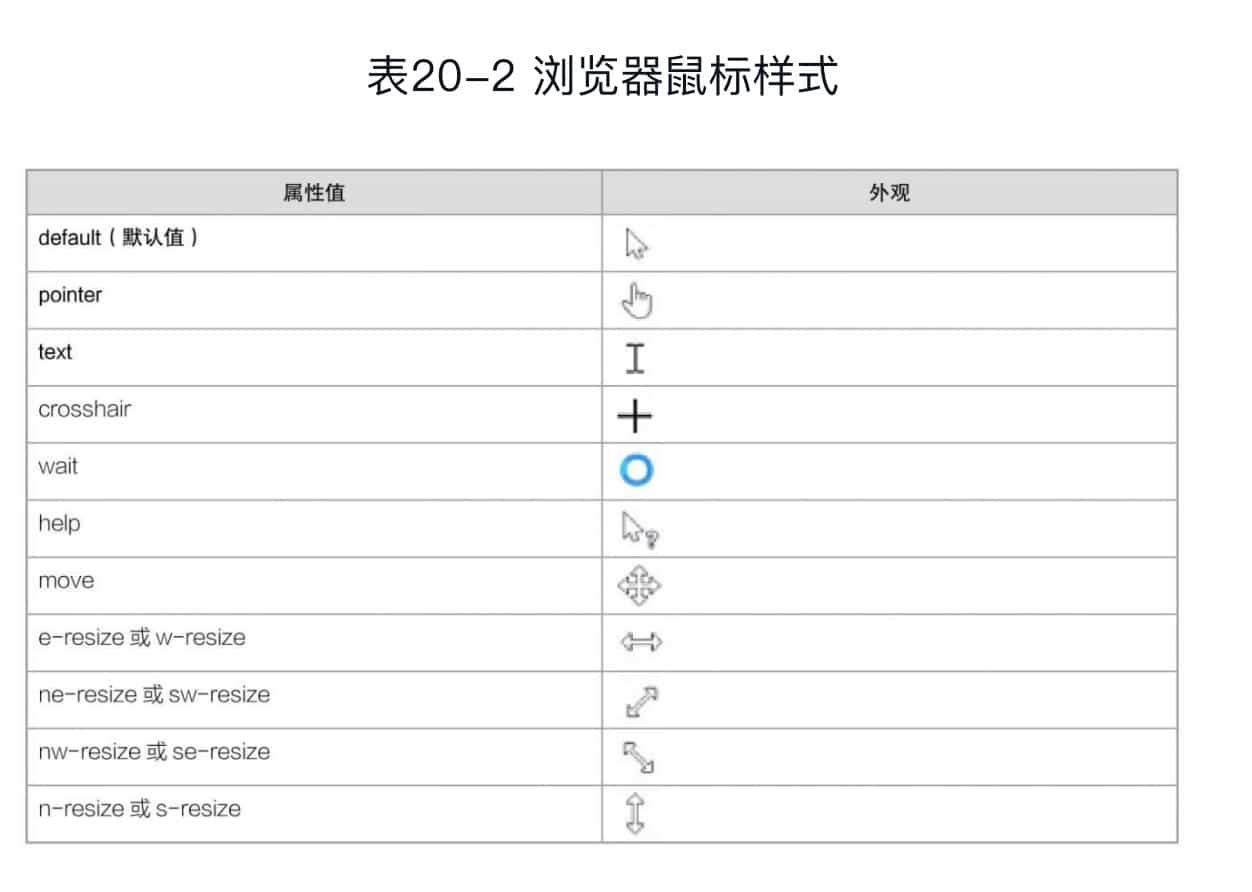 表20-2 浏览器鼠标样式
属性值 外观
default（默认值）
pointer
text
crosshair
wait
help
move
e-resize 或 w-resize
ne-resize 或 sw-resize
nw-resize 或 se-resize
n-resize 或 s-resize